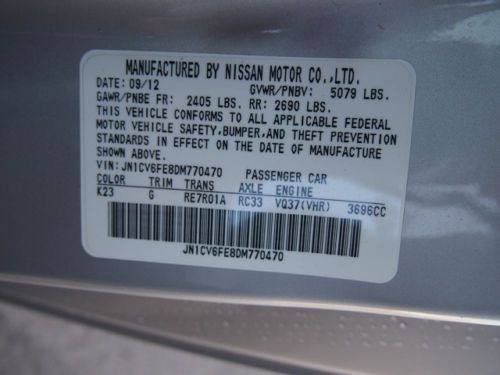 MANUFACTURED BY NISSAN MOTOR CO.,LTD.
DATE: 09/12 GVWR/PNBV: 5079 LBS.
GAWR/PNBE FR: 2405 LBS. RR: 2690 LBS.
THIS VEHICLE CONFORMS TO ALL APPLICABLE FEDERAL
MOTOR VEHICLE SAFETY, BUMPER, AND THEFT PREVENTION
STANDARDS IN EFFECT ON THE DATE OF MANUFACTURE
SHOWN ABOVE.
VIN: JN1CV6FE8DM770470 PASSENGER CAR
COLOR TRIM TRANS AXLE ENGINE
K23 G RE7R01A RC33 VQ37(VHR) 3696CC
JN1CV6FE8DM770470